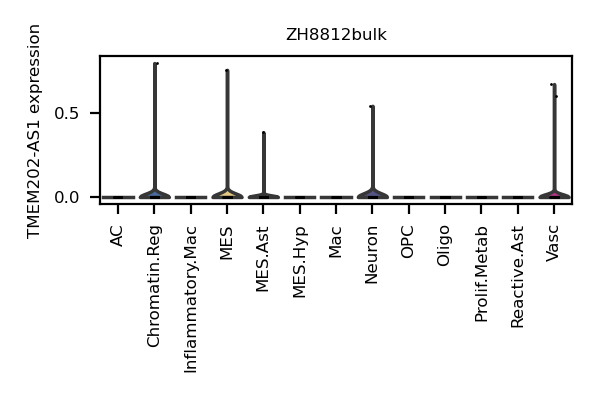 ZH8812bulk
TMEM202-AS1 expression
0.5
0.0
AC
Chromatin.Reg
Inflammatory.Mac
MES
MES.Ast
MES.Hyp
Mac
Neuron
OPC
Oligo
Prolif.Metab
Reactive.Ast
Vasc